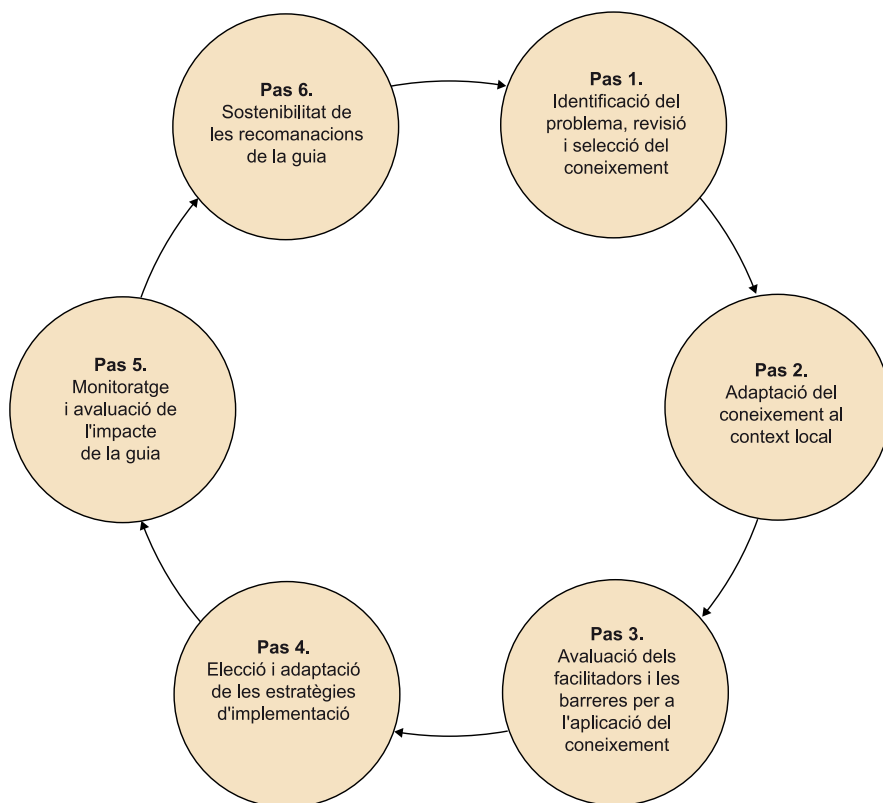 Pas 1.
Identificació del
problema, revisió
i selecció del
coneixement
Pas 2.
Adaptació del
coneixement al
context local
Pas 3.
Avaluació dels
facilitadors i les
barreres per a
l'aplicació del
coneixement
Pas 4.
Elecció i adaptació
de les estratègies
d'implementació
Pas 5.
Monitoratge
i avaluació de
l'impacte
de la guia
Pas 6.
Sostenibilitat de
les recomanacions
de la guia